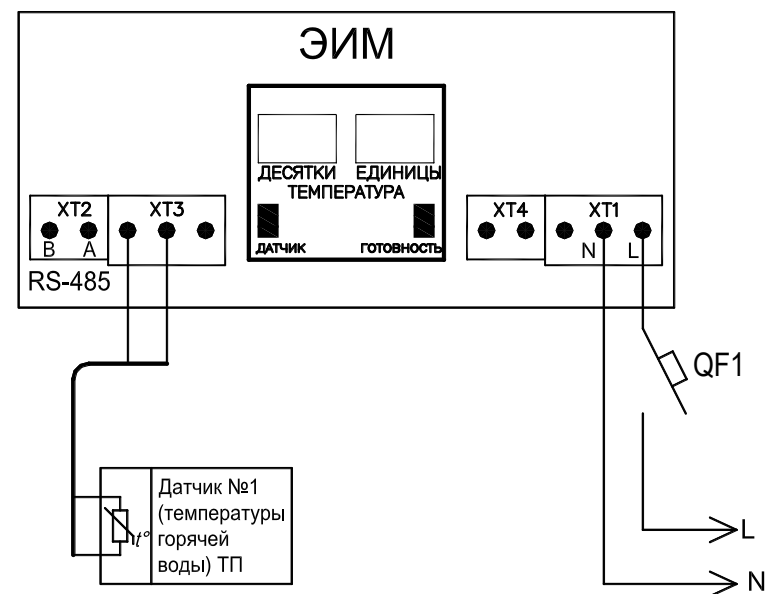 ЭИМ
ДЕСЯТКИ ЕДИНИЦЫ
ТЕМПЕРАТУРА
ДАТЧИК ГОТОВНОСТЬ
XT2 XT3 XT4 XT1
B A N L
RS-485
QF1
Датчик №1
(температуры
горячей
воды) ТП
t°
L
N